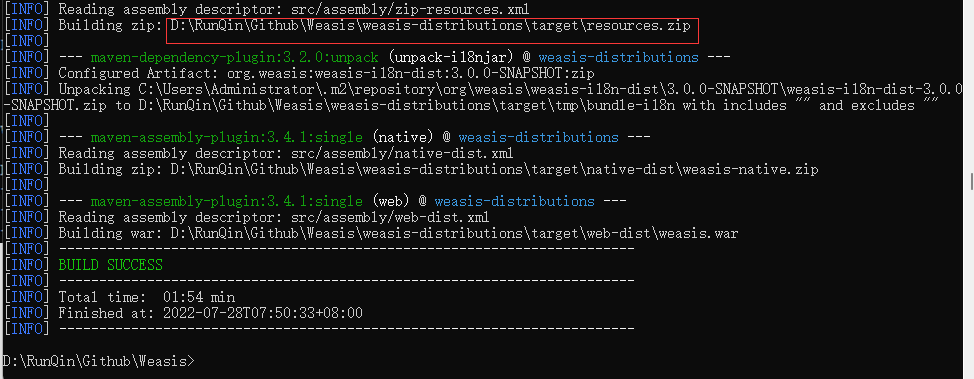 [INFO] Reading assembly descriptor: src/assembly/zip-resources.xml
[INFO] Building zip: D:\RunQin\Github\Weasis\weasis-distributions\target\resources.zip
[INFO]
[INFO] --- maven-dependency-plugin:3.2.0:unpack (unpack-i18njar) @ weasis-distributions ---
[INFO] Configured Artifact: org.weasis:weasis-i18n-dist:3.0.0-SNAPSHOT:zip
[INFO] Unpacking C:\Users\Administrator\.m2\repository\org\weasis\weasis-i18n-dist\3.0.0-SNAPSHOT\weasis-i18n-dist-3.0.0
-SNAPSHOT.zip to D:\RunQin\Github\Weasis\weasis-distributions\target\tmp\bundle-i18n with includes "" and excludes ""
[INFO]
[INFO] --- maven-assembly-plugin:3.4.1:single (native) @ weasis-distributions ---
[INFO] Reading assembly descriptor: src/assembly/native-dist.xml
[INFO] Building zip: D:\RunQin\Github\Weasis\weasis-distributions\target\native-dist\weasis-native.zip
[INFO]
[INFO] --- maven-assembly-plugin:3.4.1:single (web) @ weasis-distributions ---
[INFO] Reading assembly descriptor: src/assembly/web-dist.xml
[INFO] Building war: D:\RunQin\Github\Weasis\weasis-distributions\target\web-dist\weasis.war
[INFO] ------------------------------------------------------------------------
[INFO] BUILD SUCCESS
[INFO] ------------------------------------------------------------------------
[INFO] Total time:  01:54 min
[INFO] Finished at: 2022-07-28T07:50:33+08:00
[INFO] ------------------------------------------------------------------------
D:\RunQin\Github\Weasis>